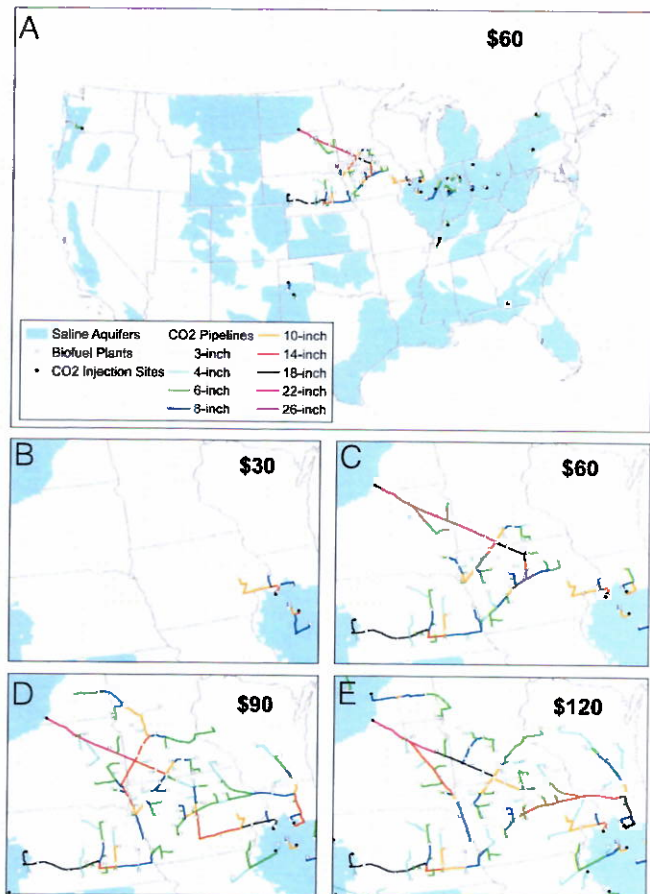 A
$60
Saline Aquifers
Biofuel Plants
CO2 Injection Sites
CO2 Pipelines
3-inch
4-inch
6-inch
8-inch
10-inch
14-inch
18-inch
22-inch
26-inch
B
$30
C
$60
D
$90
E
$120